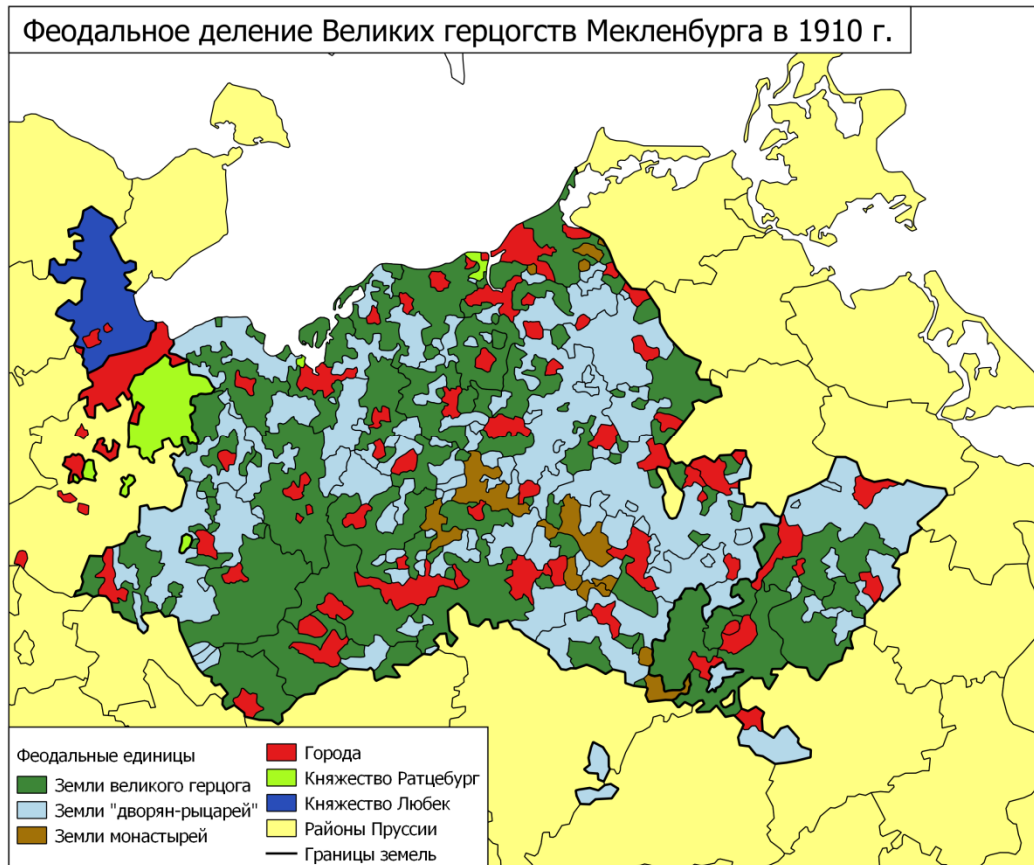 Феодальное деление Великих герцогств Мекленбурга в 1910 г.
Феодальные единицы
Земли великого герцога
Земли "дворян-рыцарей"
Земли монастырей
Города
Княжество Ратцебург
Княжество Любек
Районы Пруссии
Границы земель